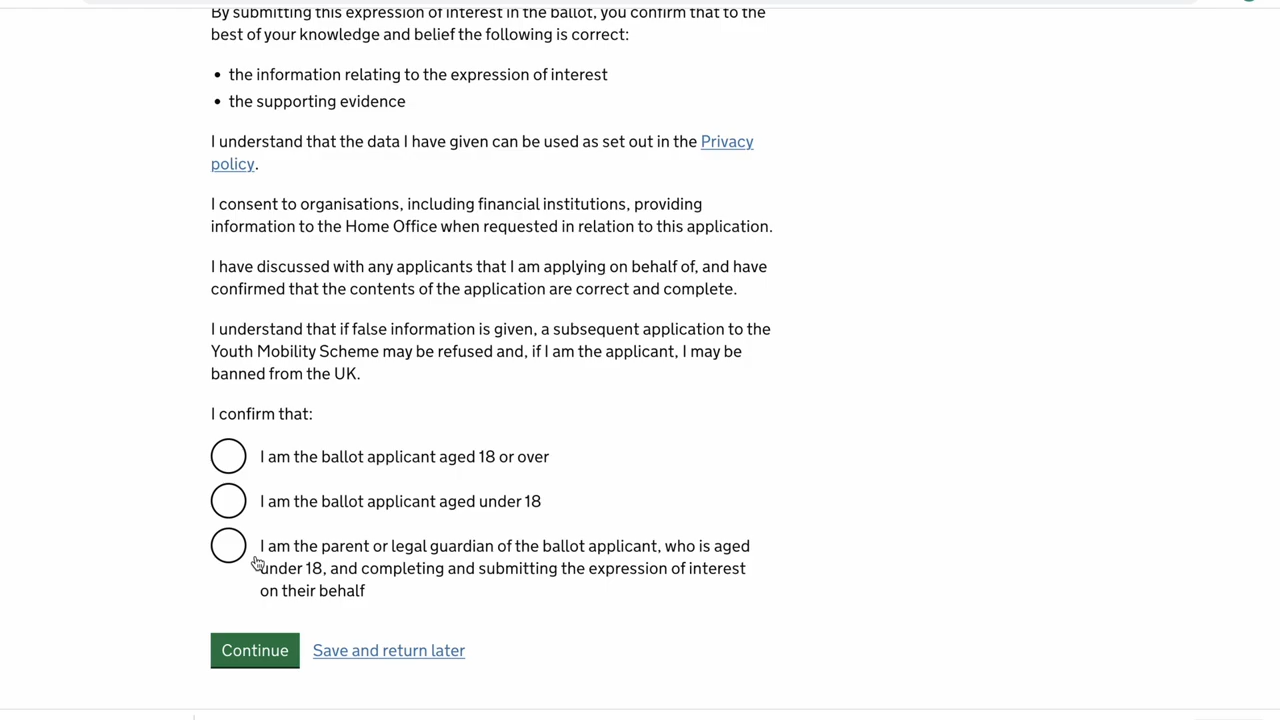 By submitting this expression of interest in the ballot, you confirm that to the
best of your knowledge and belief the following is correct:
• the information relating to the expression of interest
• the supporting evidence
I understand that the data I have given can be used as set out in the Privacy
policy.
I consent to organisations, including financial institutions, providing
information to the Home Office when requested in relation to this application.
I have discussed with any applicants that I am applying on behalf of, and have
confirmed that the contents of the application are correct and complete.
I understand that if false information is given, a subsequent application to the
Youth Mobility Scheme may be refused and, if I am the applicant, I may be
banned from the UK.
I confirm that:
I am the ballot applicant aged 18 or over
I am the ballot applicant aged under 18
I am the parent or legal guardian of the ballot applicant, who is aged
under 18, and completing and submitting the expression of interest
on their behalf
Continue Save and return later